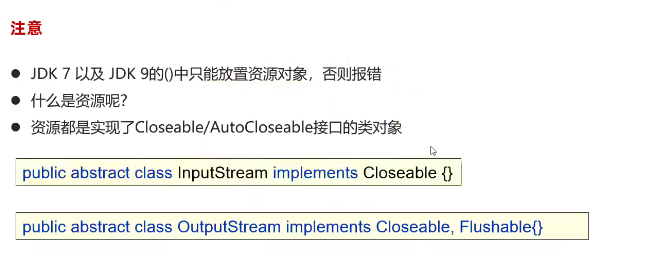 注意
● JDK 7 以及 JDK 9的()中只能放置资源对象，否则报错
● 什么是资源呢？
● 资源都是实现了Closeable/AutoCloseable接口的类对象
public abstract class InputStream implements Closeable {}
public abstract class OutputStream implements Closeable, Flushable{}